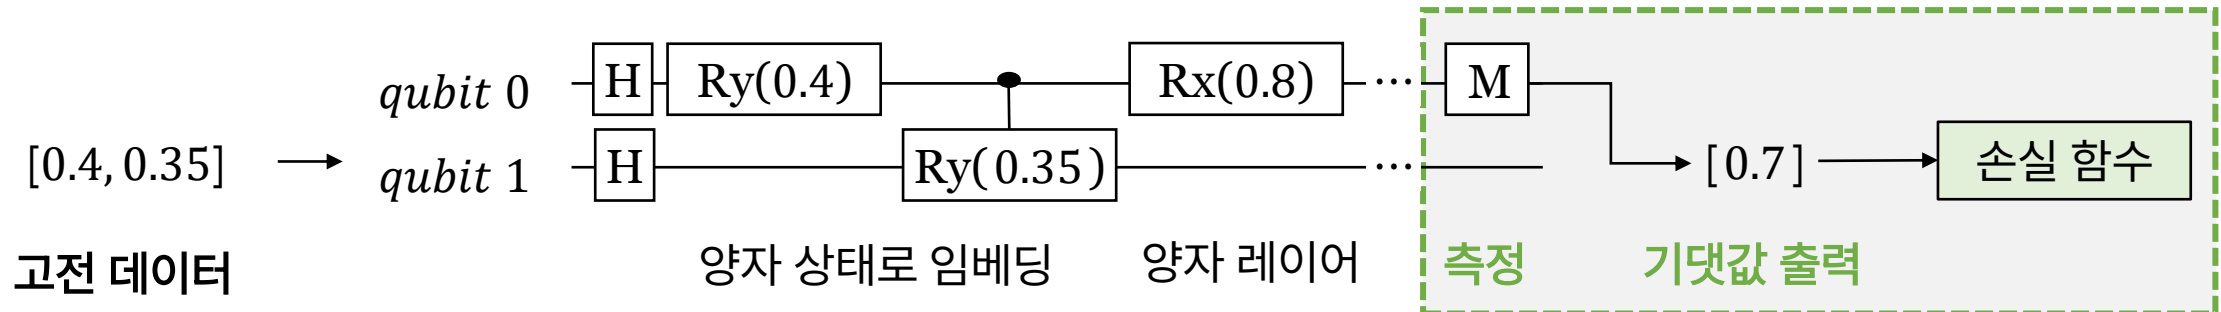 [0.4, 0.35]
qubit 0
H
Ry(0.4)
Rx(0.8)
...
M
qubit 1
H
Ry( 0.35 )
...
[0.7]
손실 함수
고전 데이터
양자 상태로 임베딩
양자 레이어
측정
기댓값 출력